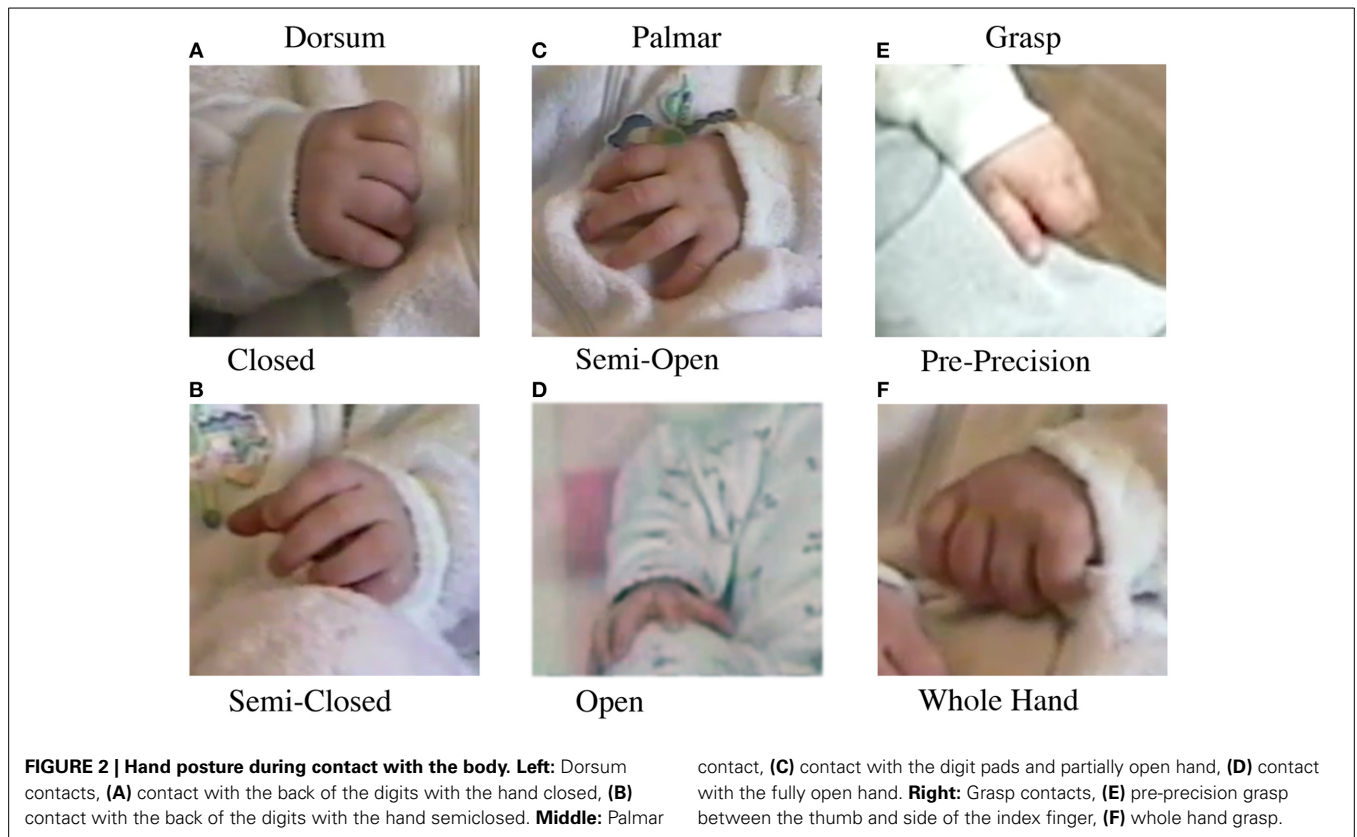 Dorsum
Palmar
Grasp
A
C
E
Closed
Semi-Open
Pre-Precision
B
D
F
Semi-Closed
Open
Whole Hand
FIGURE 2 | Hand posture during contact with the body. Left: Dorsum
contacts, (A) contact with the back of the digits with the hand closed, (B)
contact with the back of the digits with the hand semiclosed. Middle: Palmar
contact, (C) contact with the digit pads and partially open hand, (D) contact
with the fully open hand. Right: Grasp contacts, (E) pre-precision grasp
between the thumb and side of the index finger, (F) whole hand grasp.